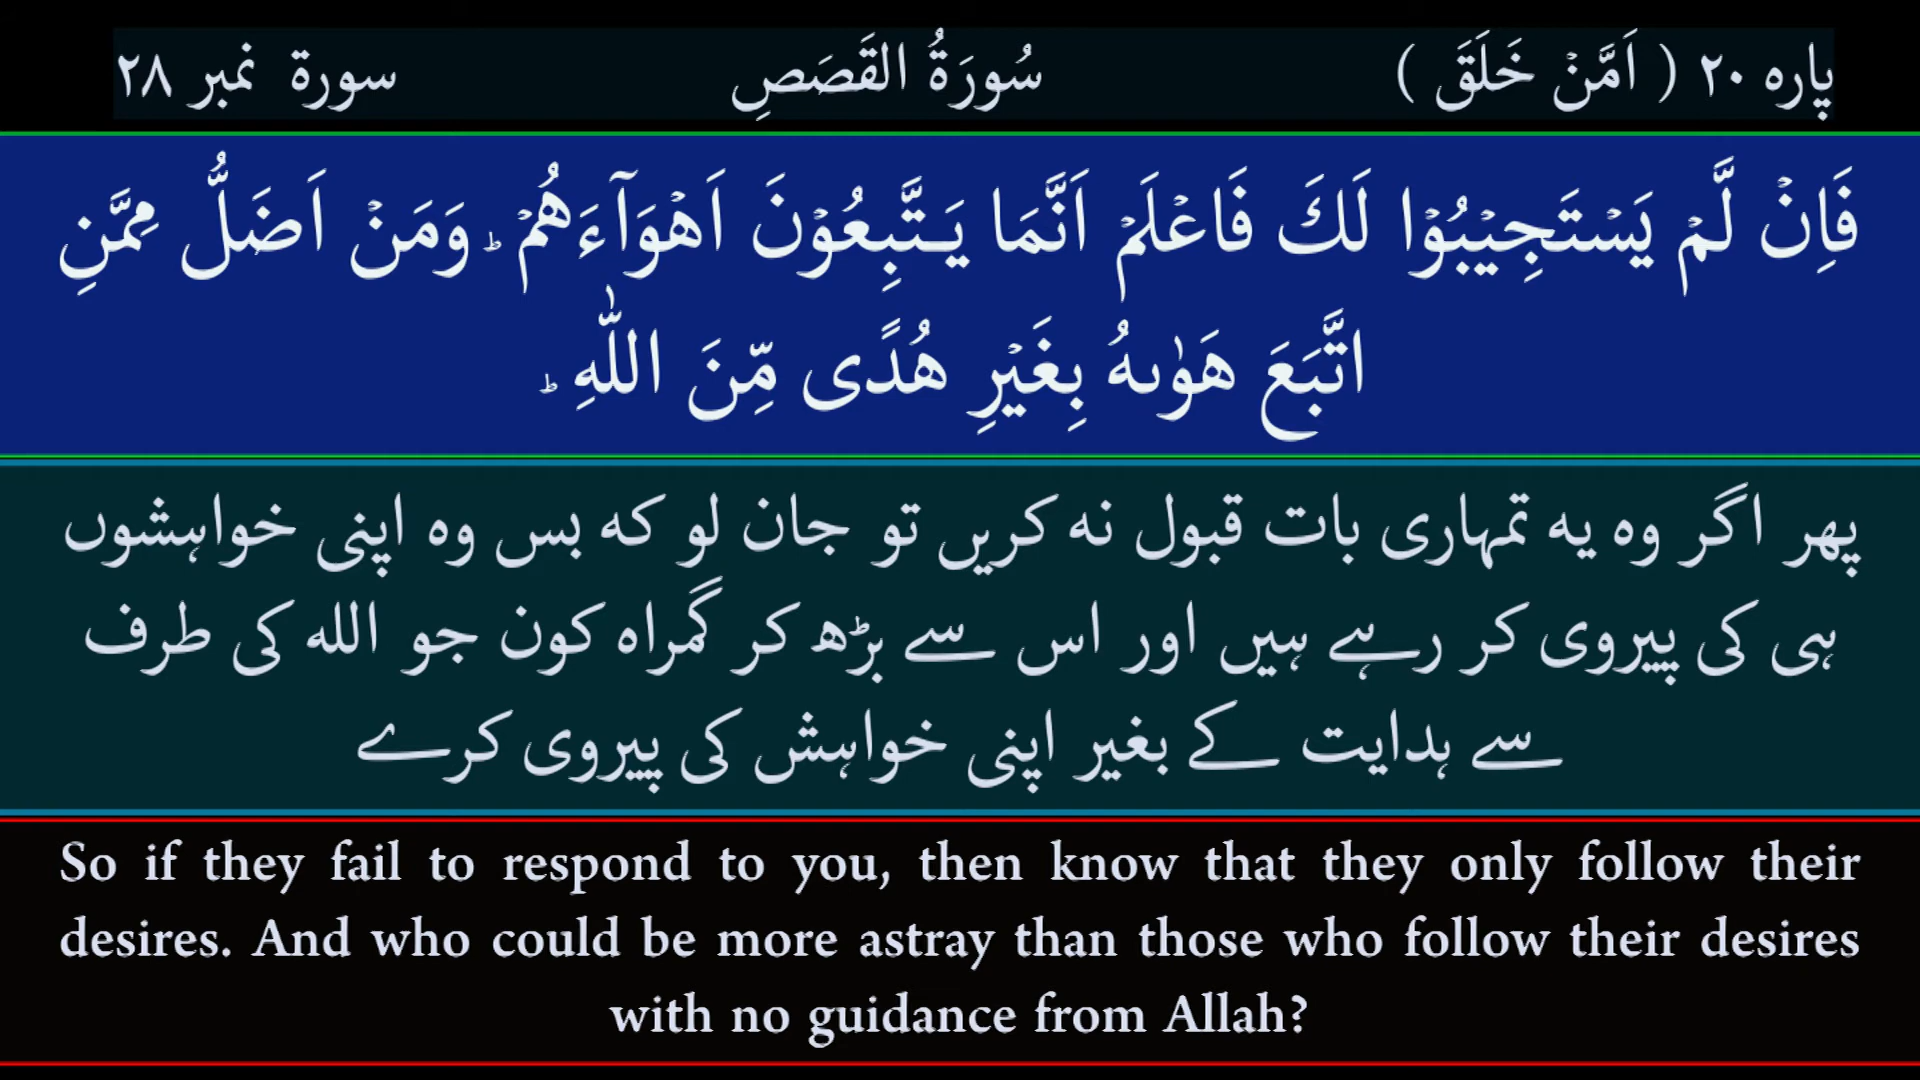 پارہ ۲۰ ( اَمَّنۡ خَلَقَ ) سُورَةُ القَصَصِ سورة نمبر ۲۸
فَاِنۡ لَّمۡ يَسۡتَجِيۡبُوۡا لَكَ فَاعۡلَمۡ اَنَّمَا يَـتَّبِعُوۡنَ اَهۡوَآءَهُمۡ‌ ؕ وَمَنۡ اَضَلُّ مِمَّنِ
اتَّبَعَ هَوٰٮهُ بِغَيۡرِ هُدًى مِّنَ اللّٰهِ‌ ؕ
پھر اگر وہ یہ تمہاری بات قبول نہ کریں تو جان لو کہ بس وہ اپنی خواہشوں
ہی کی پیروی کر رہے ہیں اور اس سے بڑھ کر گمراہ کون جو الله کی طرف
سے ہدایت کے بغیر اپنی خواہش کی پیروی کرے
So if they fail to respond to you, then know that they only follow their
desires. And who could be more astray than those who follow their desires
with no guidance from Allah?